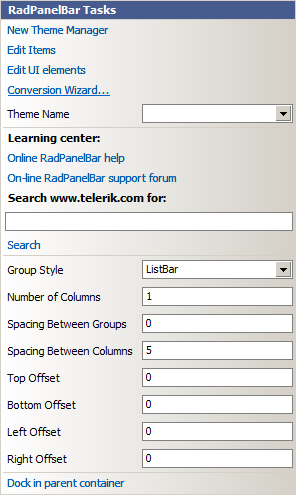 RadPanelBar Tasks
New Theme Manager
Edit Items
Edit UI elements
Conversion Wizard...
Theme Name
Learning center:
Online RadPanelBar help
On-line RadPanelBar support forum
Search www.telerik.com for:
Search
Group Style ListBar
Number of Columns 1
Spacing Between Groups 0
Spacing Between Columns 5
Top Offset 0
Bottom Offset 0
Left Offset 0
Right Offset 0
Dock in parent container